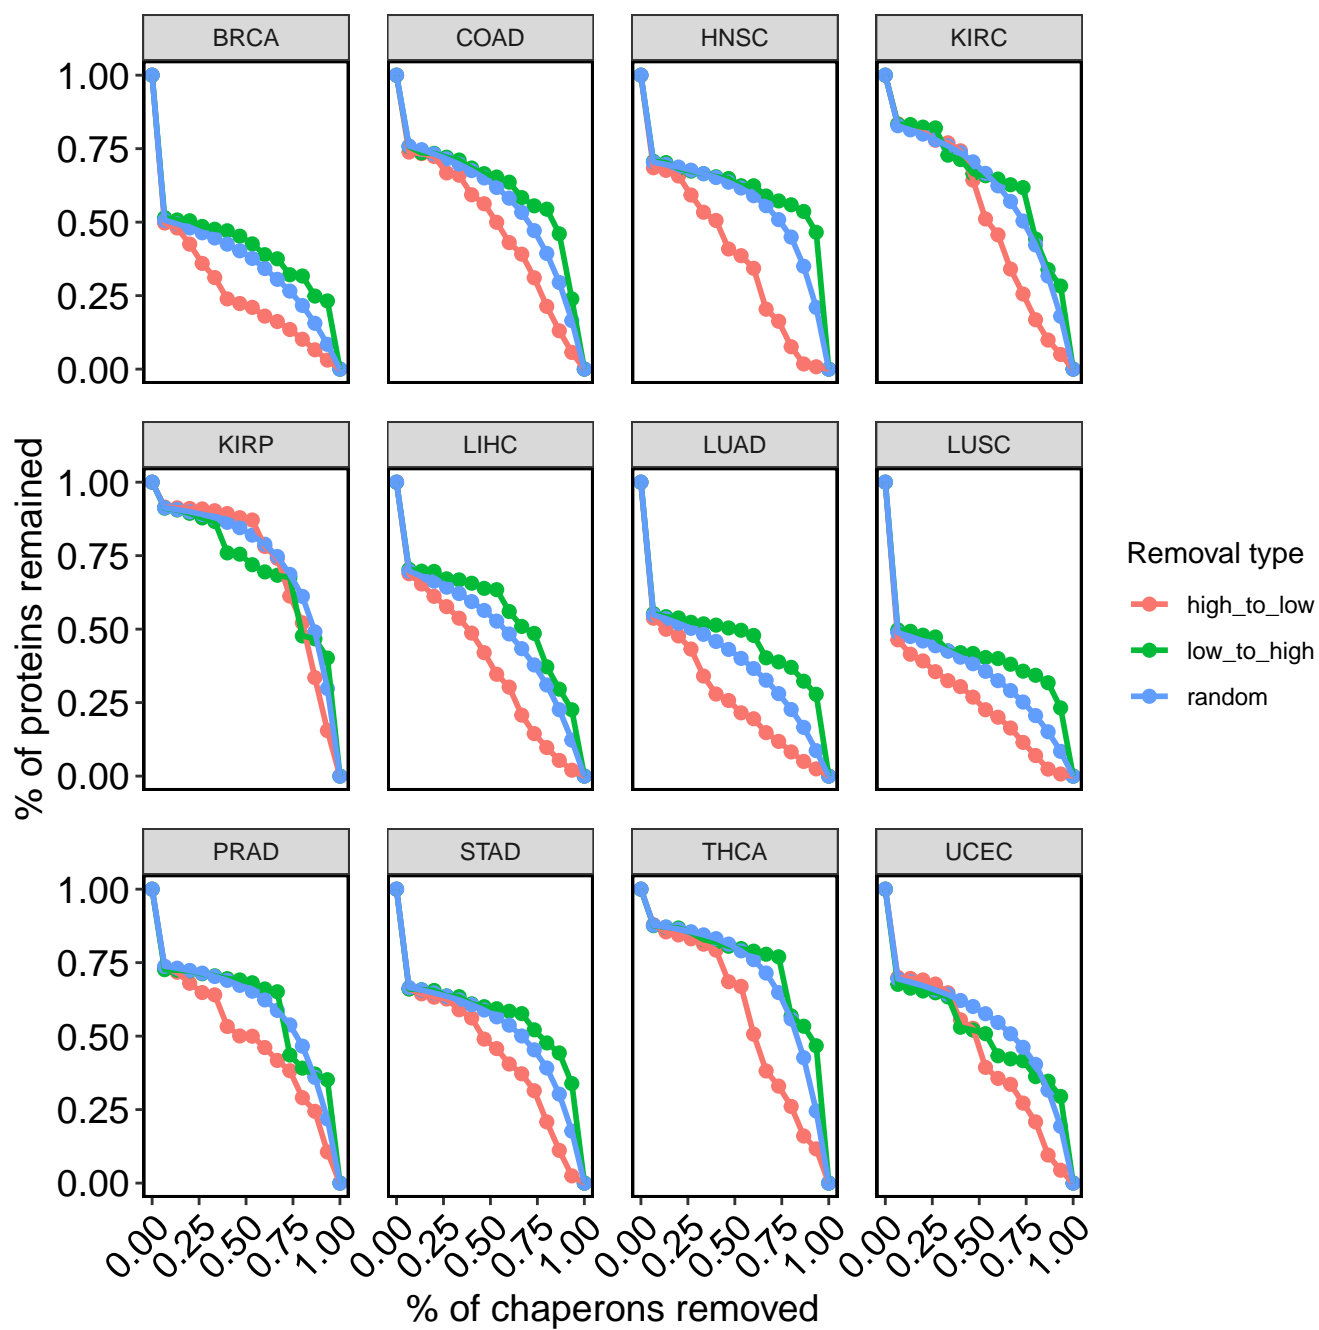 BRCA COAD HNSC KIRC
1.00
0.75
0.50
0.25
0.00
KIRP LIHC LUAD LUSC
1.00
0.75
0.50
0.25
0.00
PRAD STAD THCA UCEC
1.00
0.75
0.50
0.25
0.00
0.00 0.25 0.50 0.75 1.00 0.00 0.25 0.50 0.75 1.00 0.00 0.25 0.50 0.75 1.00 0.00 0.25 0.50 0.75 1.00
% of chaperons removed
% of proteins remained
Removal type
high_to_low
low_to_high
random